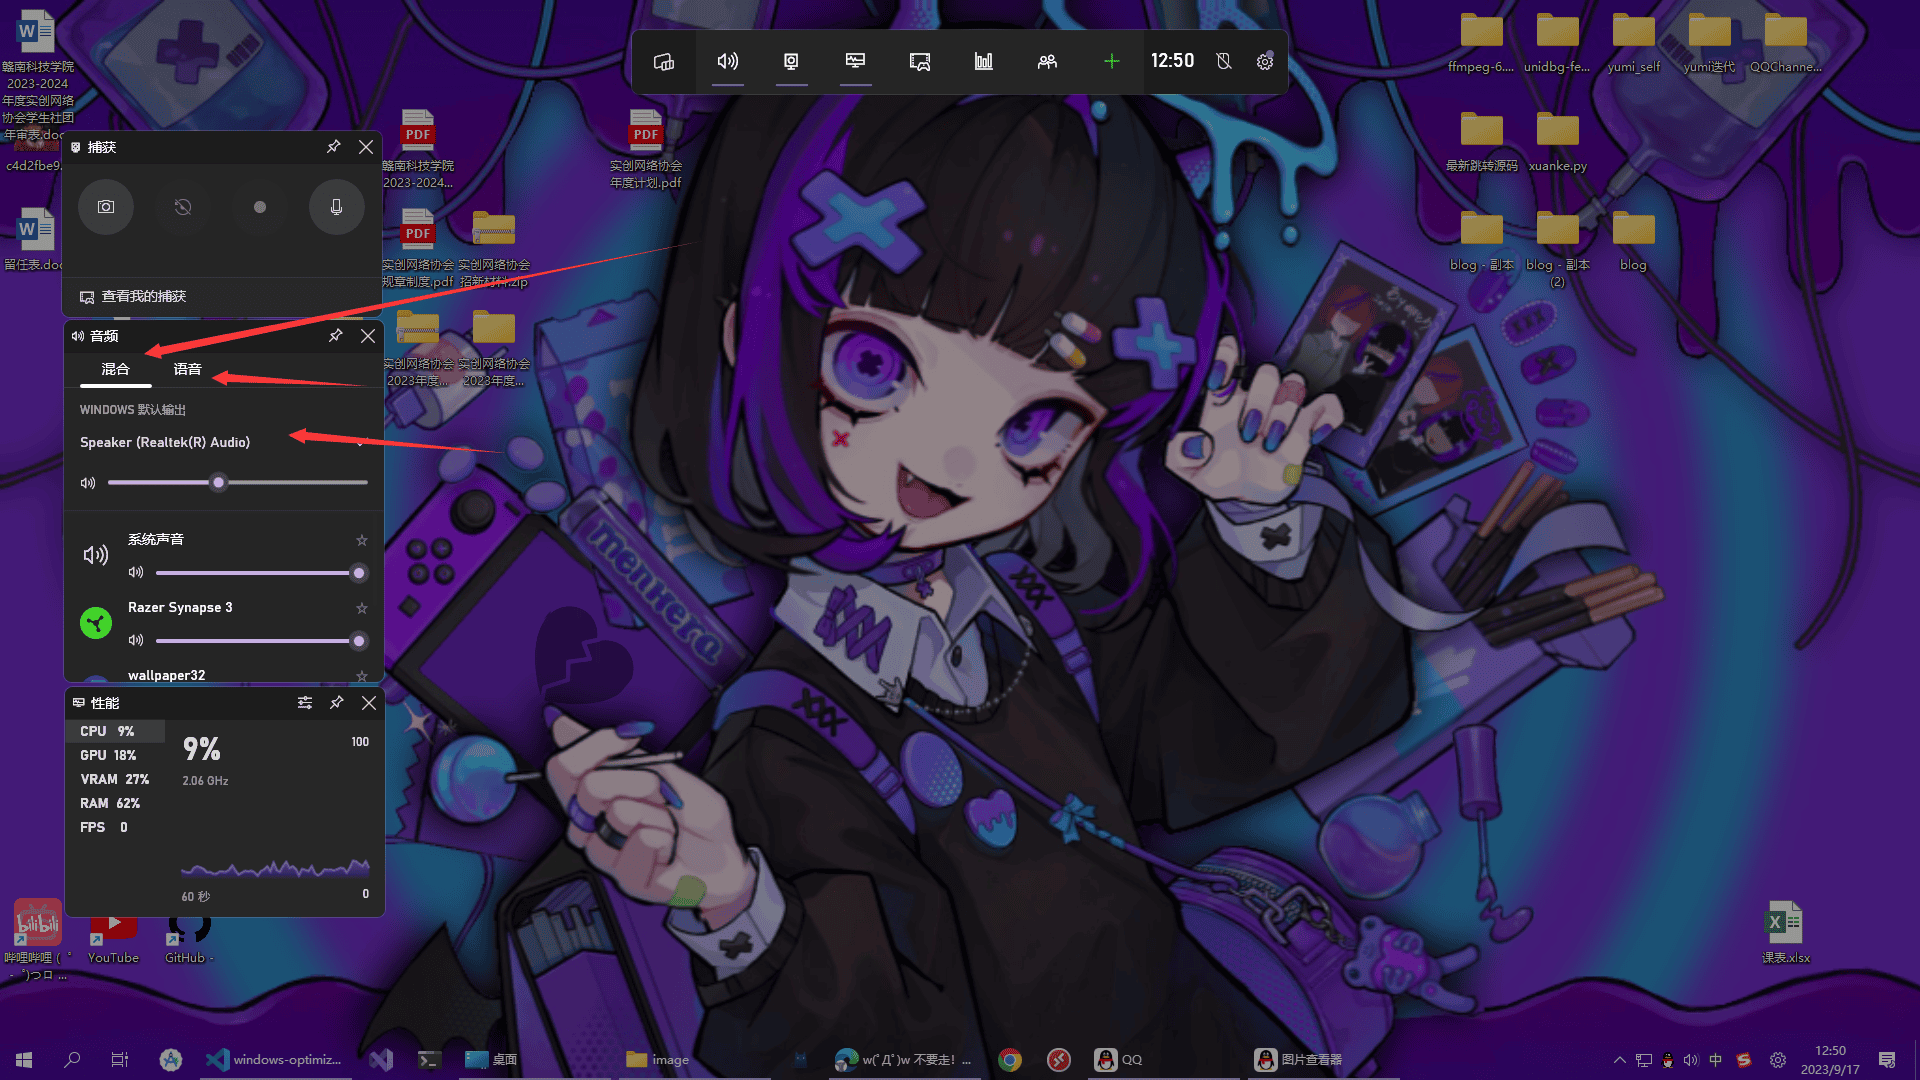 12:50
赣南科技学院
2023-2024
年度实创网络
协会学生社团
年审表.doc
c4d2fbe9.
留任表.doc
捕获
查看我的捕获
音频
混合
语音
WINDOWS 默认输出
Speaker (Realtek(R) Audio)
系统声音
Razer Synapse 3
wallpaper32
性能
CPU 9%
GPU 18%
VRAM 27%
RAM 62%
FPS 0
9%
2.06 GHz
100
60 秒
0
PDF
赣南科技学院
2023-2024...
PDF
实创网络协会
年度计划.pdf
PDF
实创网络协会
规章制度.pdf
实创网络协会
招新材料.zip
实创网络协会
2023年度...
实创网络协会
2023年度...
ffmpeg-6....
unidbg-fe...
yumi_self
yumi迭代
QQChanne...
最新跳转源码
xuanke.py
blog - 副本
blog - 副本
(2)
blog
menhera
bilibili
哔哩哔哩 ( ゜
- ゜)つロ ...
YouTube
GitHub -
课表.xlsx
windows-optimiz...
桌面
image
w(ﾟДﾟ)w 不要走！...
QQ
图片查看器
中
12:50
2023/9/17